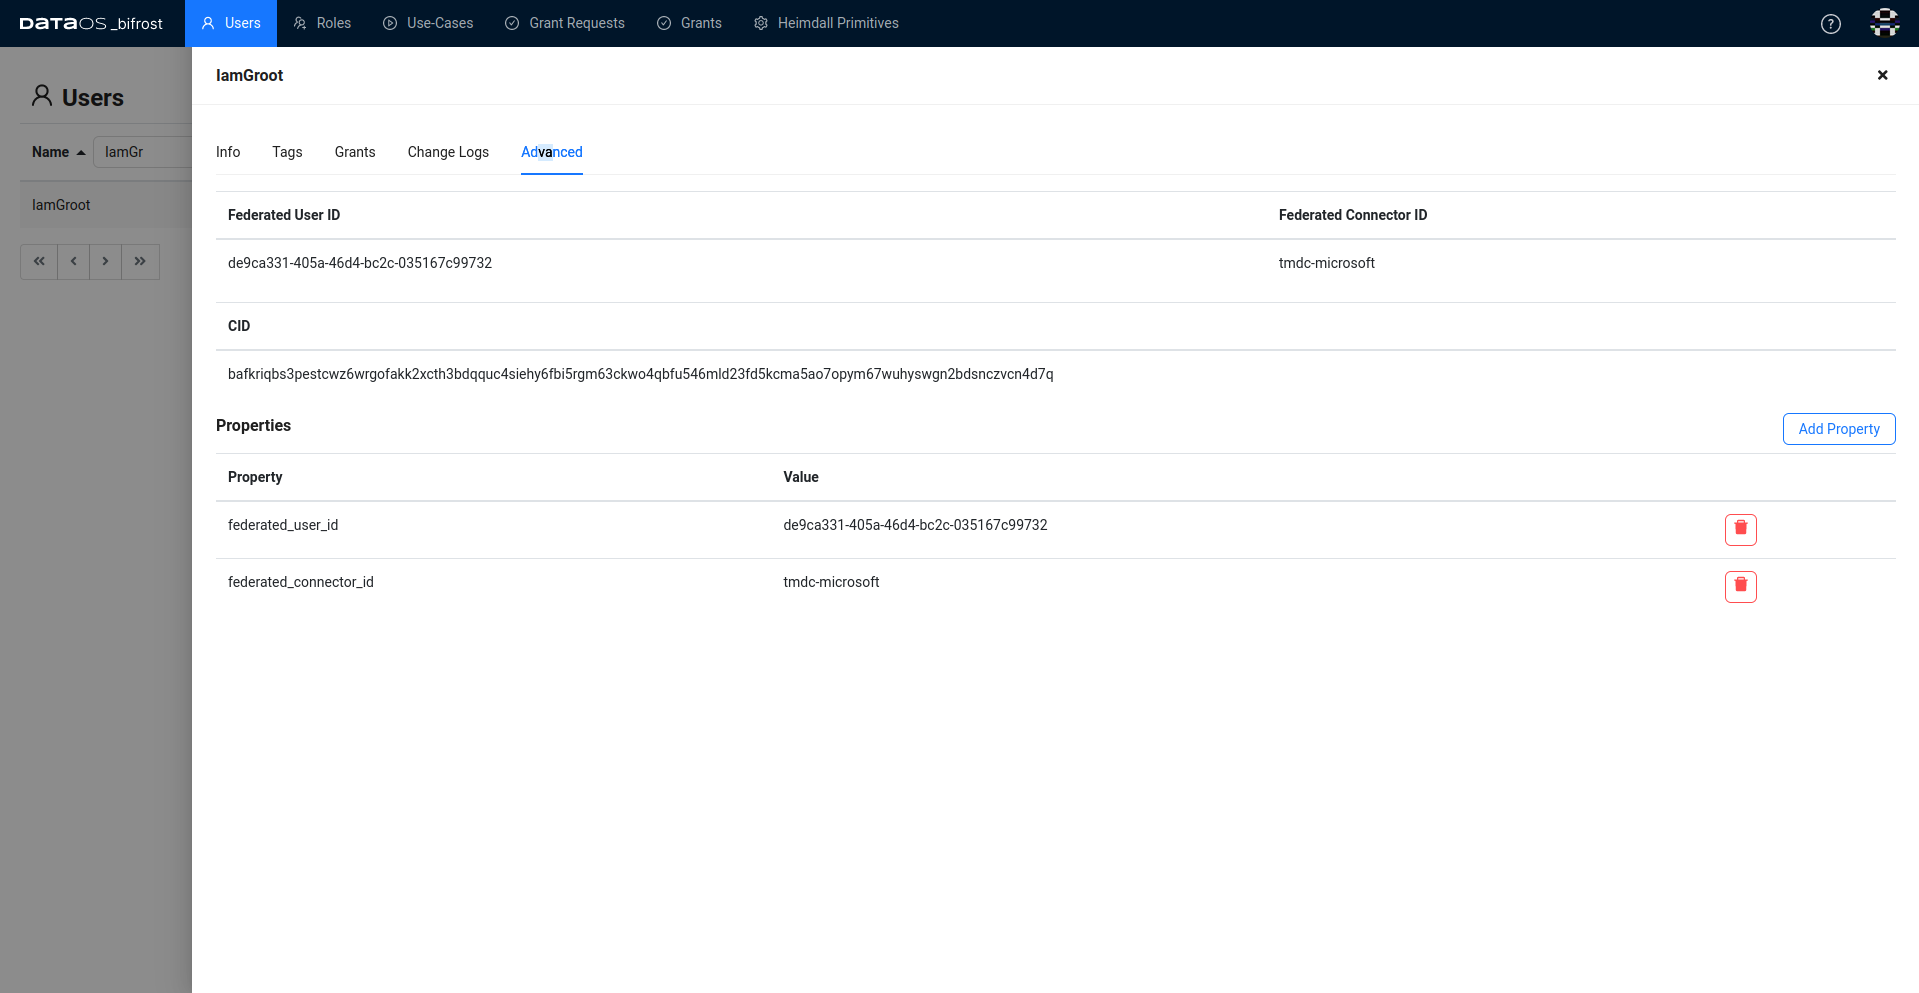 DATAOS _bifrost Users Roles Use-Cases Grant Requests Grants Heimdall Primitives ?
Users
Name IamGr
IamGroot
IamGroot
Info Tags Grants Change Logs Advanced
Federated User ID Federated Connector ID
de9ca331-405a-46d4-bc2c-035167c99732 tmdc-microsoft
CID
bafkriqbs3pestcwz6wrgofakk2xcth3bdqquc4siehy6fbi5rgm63ckwo4qbfu546mld23fd5kcma5ao7opym67wuhyswgn2bdsnczvcn4d7q
Properties Add Property
Property Value
federated_user_id de9ca331-405a-46d4-bc2c-035167c99732
federated_connector_id tmdc-microsoft